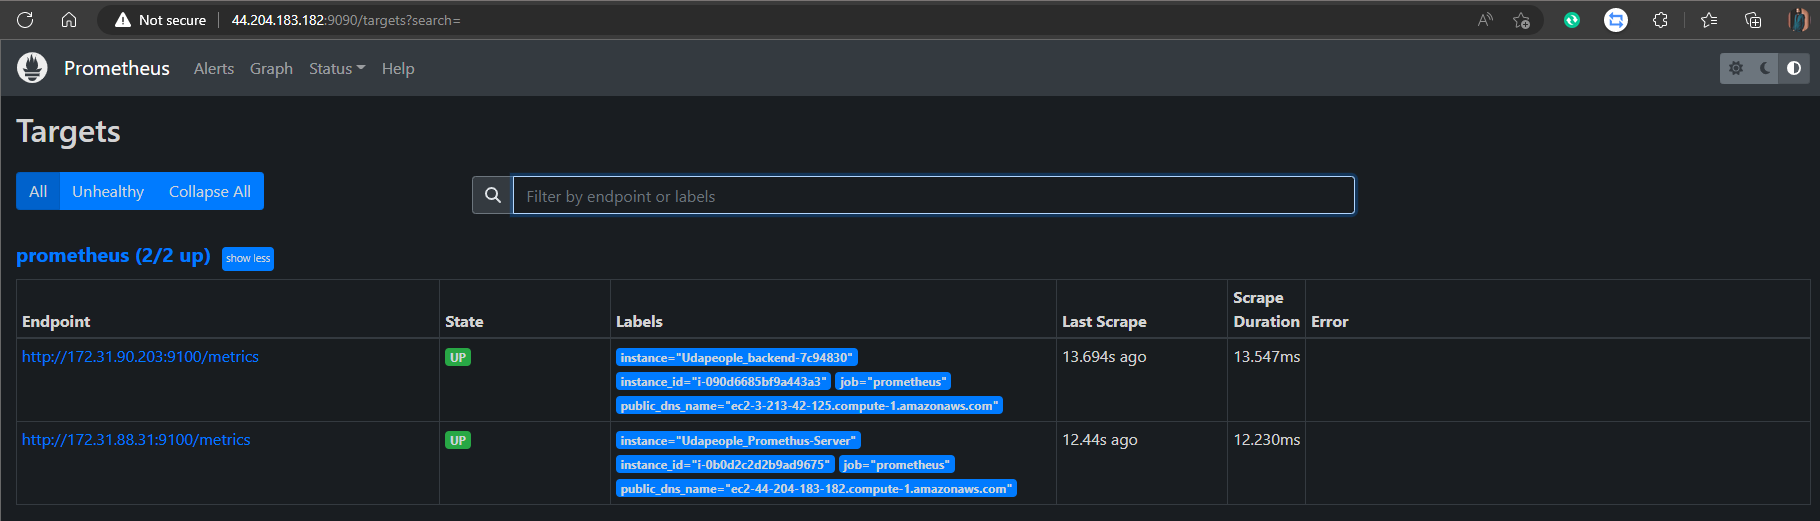 Not secure 44.204.183.182:9090/targets?search=
Prometheus Alerts Graph Status Help
Targets
All Unhealthy Collapse All
Filter by endpoint or labels
prometheus (2/2 up) show less
Endpoint State Labels Last Scrape Scrape Duration Error
http://172.31.90.203:9100/metrics UP instance="Udapeople_backend-7c94830" 13.694s ago 13.547ms
instance_id="i-090d6685bf9a443a3" job="prometheus"
public_dns_name="ec2-3-213-42-125.compute-1.amazonaws.com"
http://172.31.88.31:9100/metrics UP instance="Udapeople_Promethus-Server" 12.44s ago 12.230ms
instance_id="i-0b0d2c2d2b9ad9675" job="prometheus"
public_dns_name="ec2-44-204-183-182.compute-1.amazonaws.com"